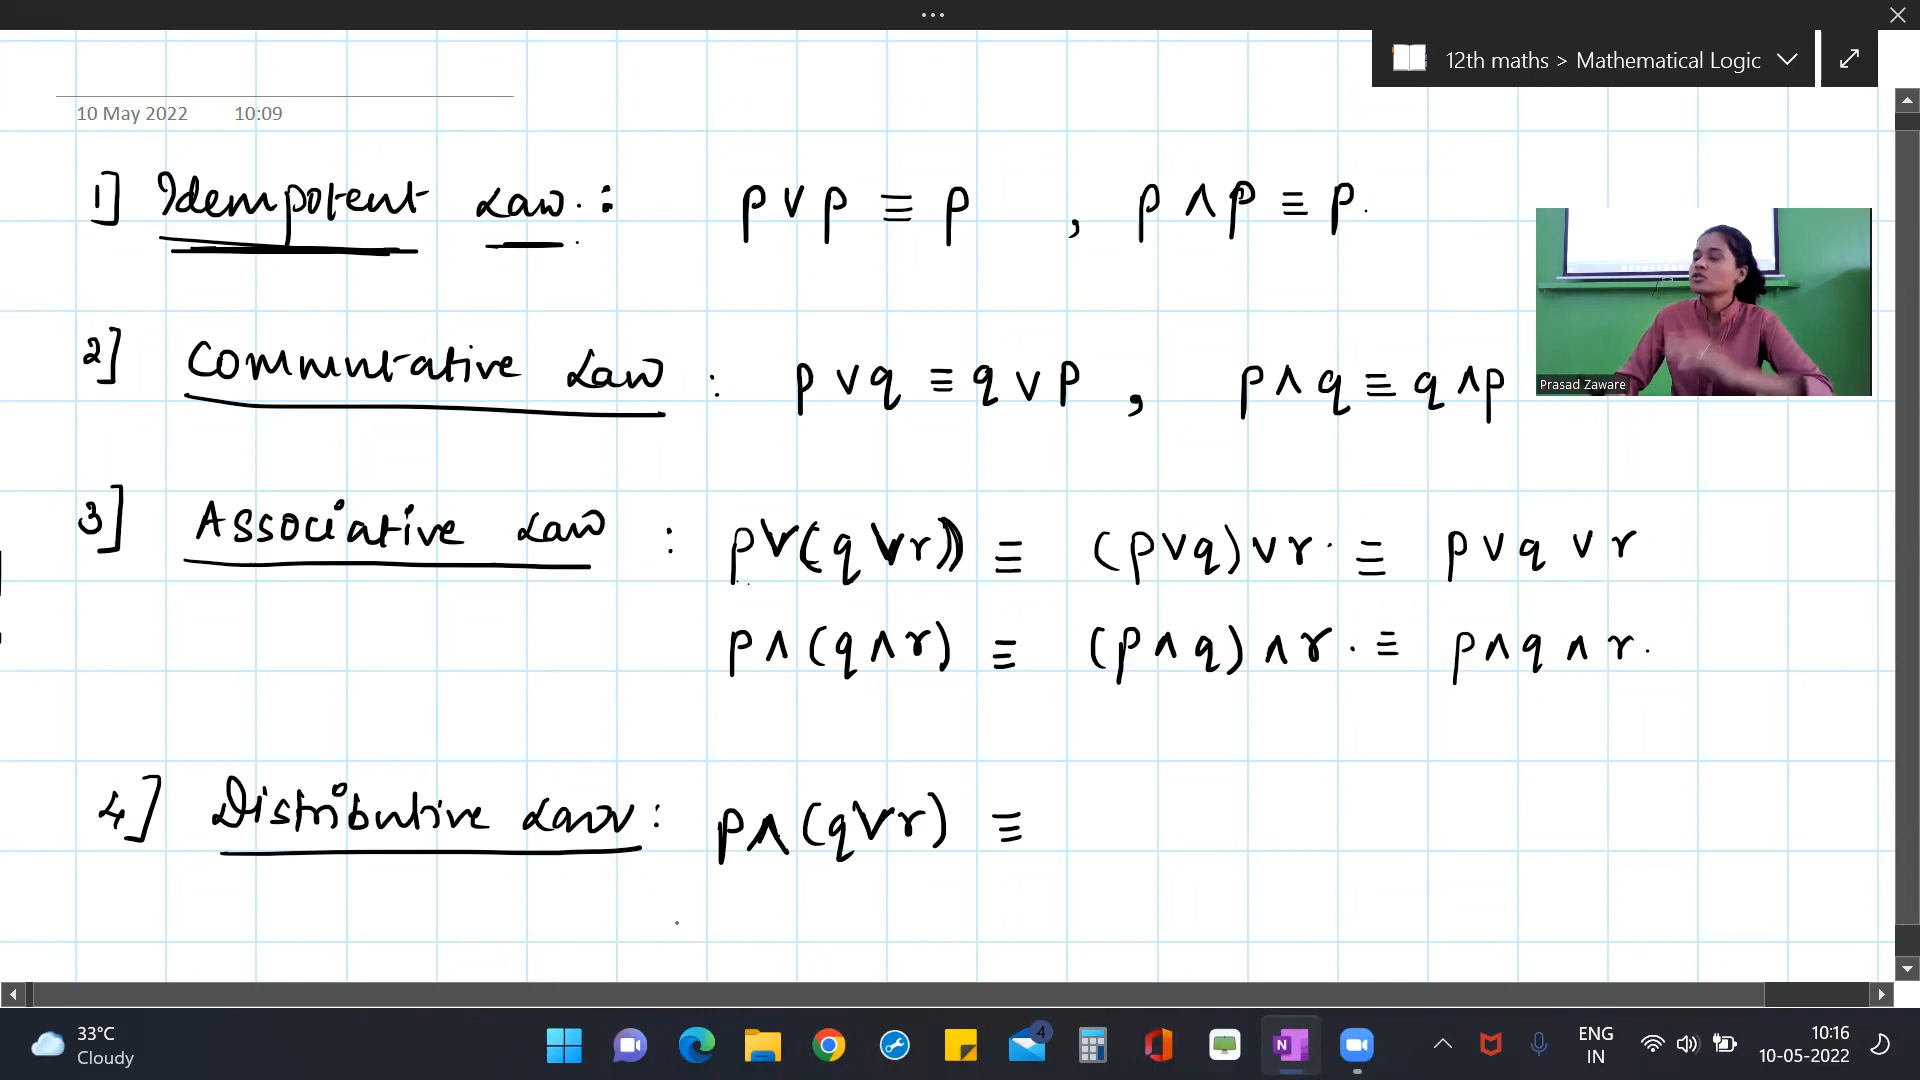 12th maths > Mathematical Logic
10 May 2022 10:09
1] Idempotent Law : p ∨ p ≡ p , p ∧ p ≡ p.
Prasad Zaware
2] Commutative Law : p ∨ q ≡ q ∨ p , p ∧ q ≡ q ∧ p
3] Associative Law : p ∨ (q ∨ r) ≡ (p ∨ q) ∨ r ≡ p ∨ q ∨ r
p ∧ (q ∧ r) ≡ (p ∧ q) ∧ r ≡ p ∧ q ∧ r.
4] Distributive Law : p ∧ (q ∨ r) ≡
33°C
Cloudy
4
N
ENG
IN
10:16
10-05-2022